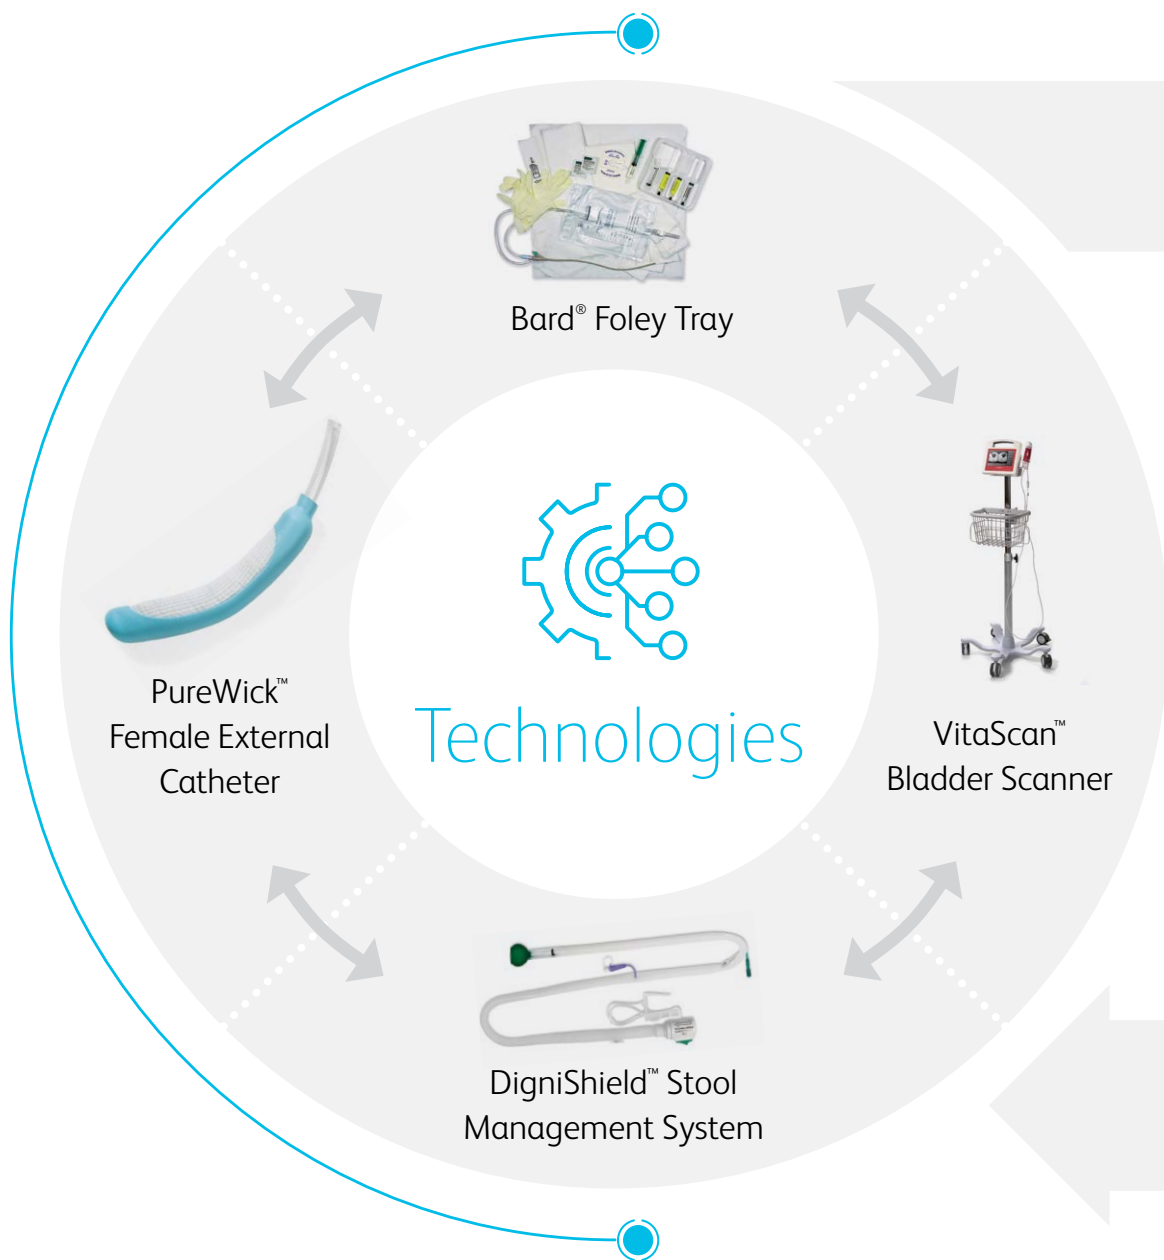 Bard® Foley Tray
PureWick™
Female External
Catheter
Technologies
VitaScan™
Bladder Scanner
DigniShield™ Stool
Management System